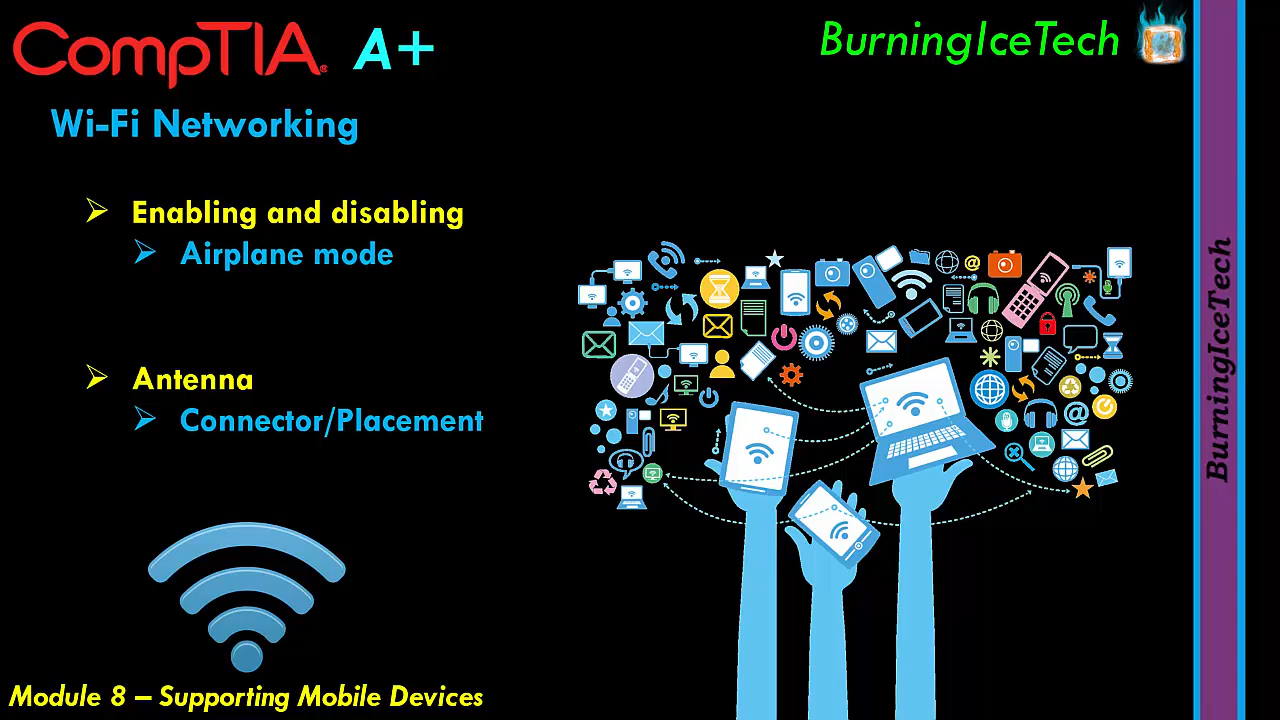 CompTIA® A+
BurningIceTech
Wi-Fi Networking
Enabling and disabling
Airplane mode
Antenna
Connector/Placement
Module 8 – Supporting Mobile Devices
BurningIceTech